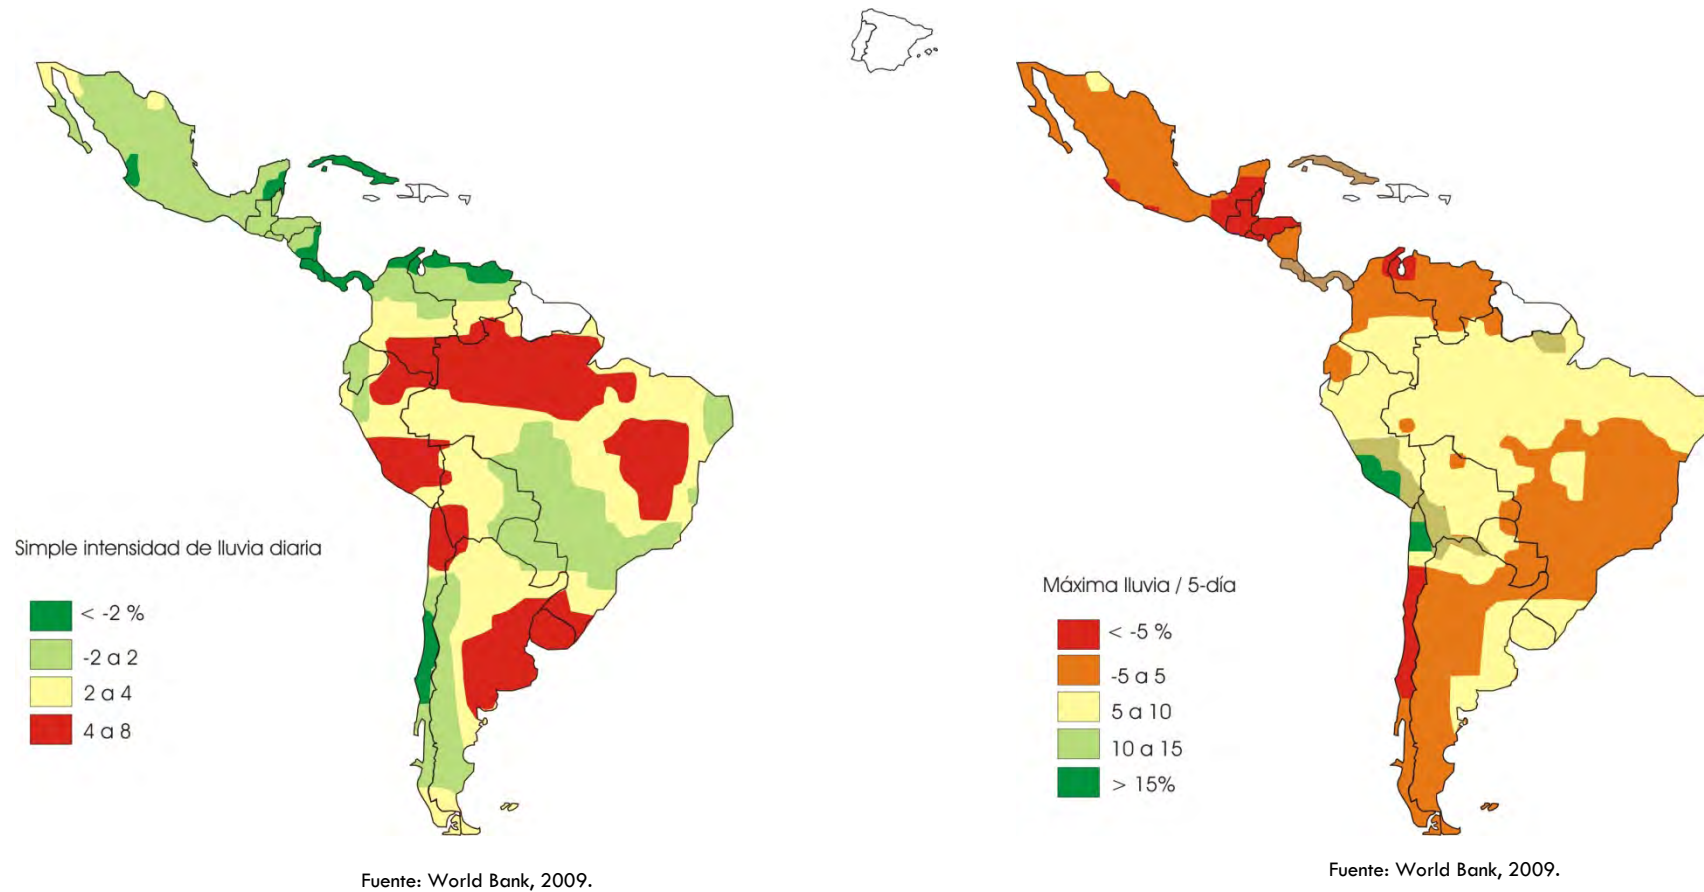 Simple intensidad de lluvia diaria
< -2 %
-2 a 2
2 a 4
4 a 8
Fuente: World Bank, 2009.
Máxima lluvia / 5-día
< -5 %
-5 a 5
5 a 10
10 a 15
> 15%
Fuente: World Bank, 2009.